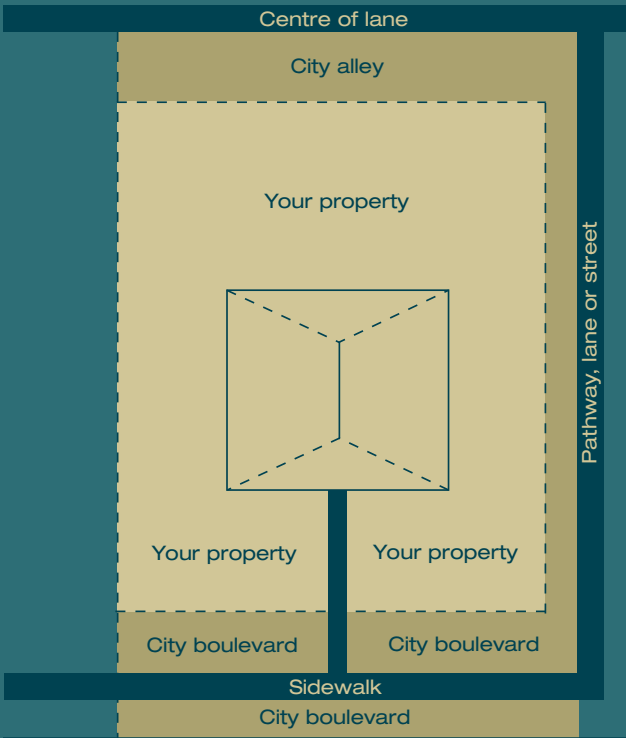 Centre of lane
City alley
Your property
Pathway, lane or street
Your property
Your property
City boulevard
City boulevard
Sidewalk
City boulevard